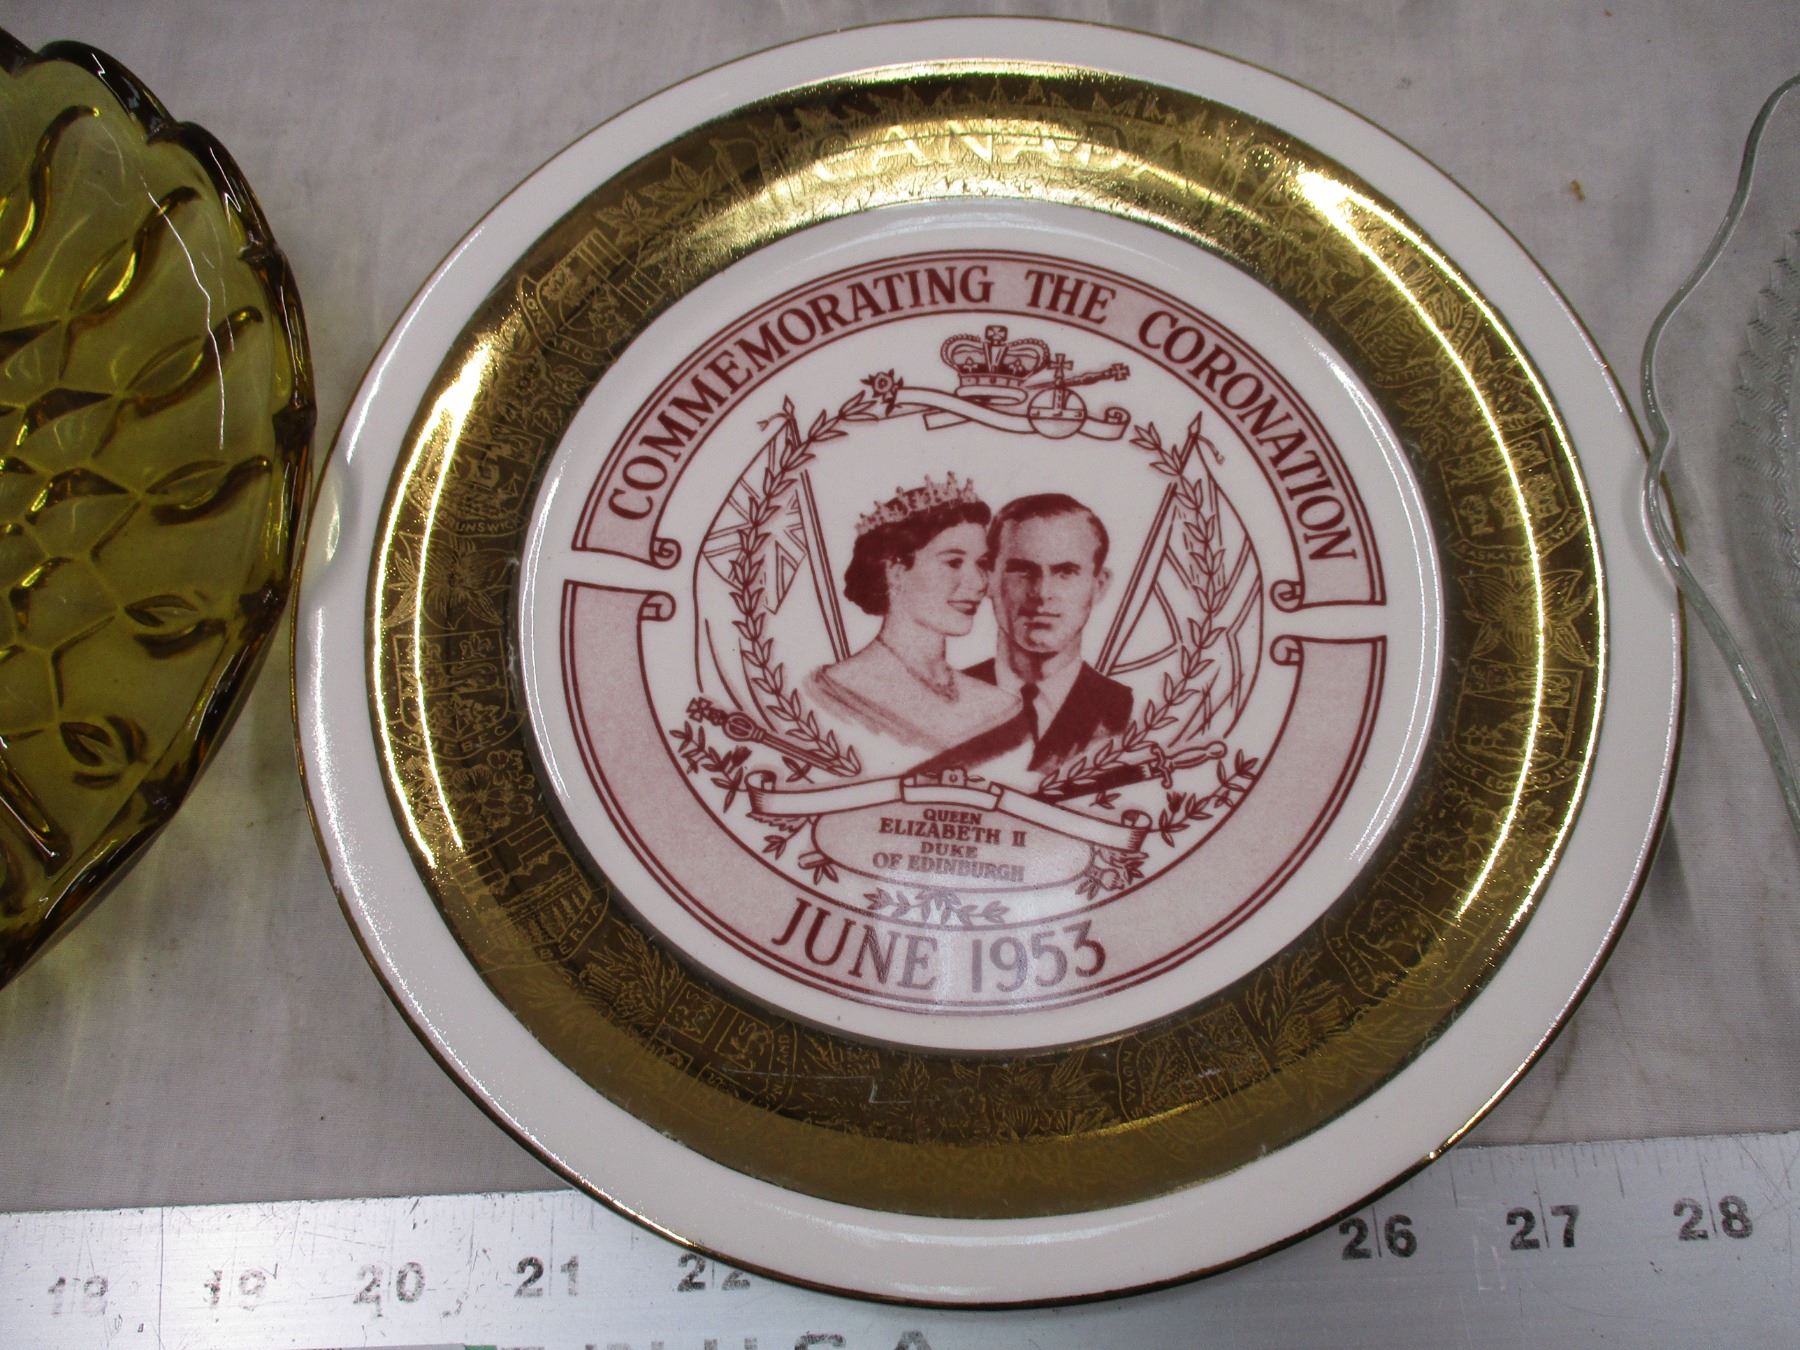 CANADA
COMMEMORATING THE CORONATION
QUEEN
ELIZABETH II
DUKE
OF EDINBURGH
JUNE 1953
18 19 20 21 22 26 27 28